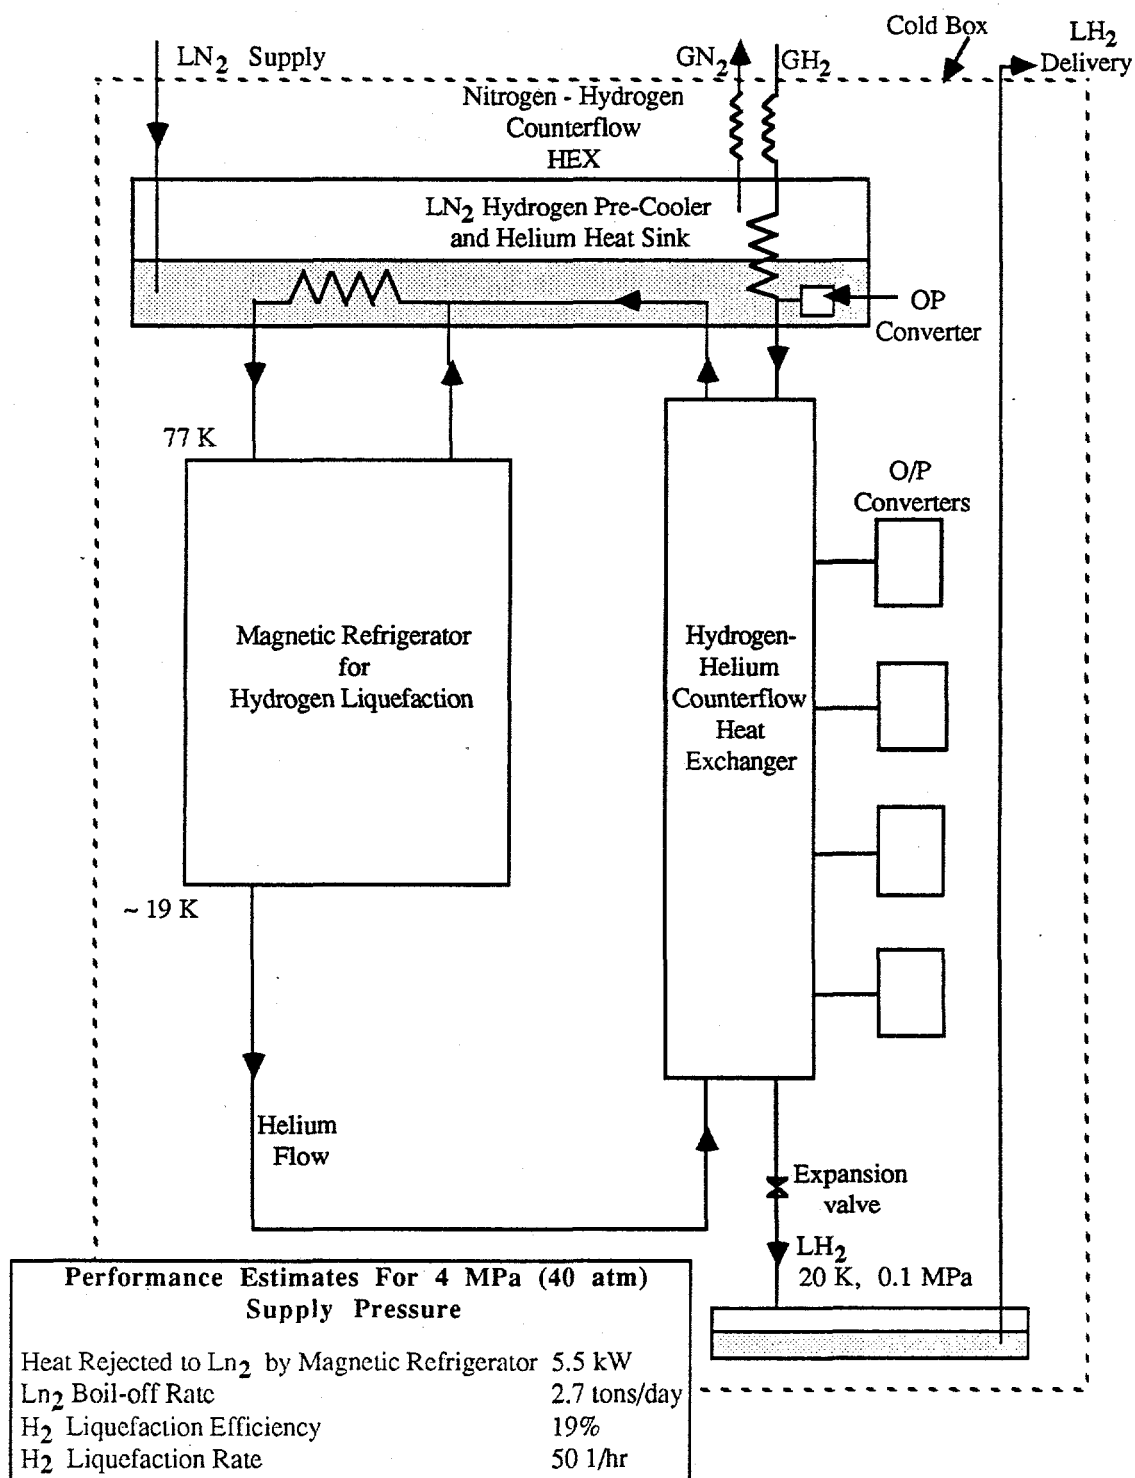 Cold Box
LH2
Delivery
LN2 Supply
GN2
GH2
Nitrogen - Hydrogen
Counterflow
HEX
LN2 Hydrogen Pre-Cooler
and Helium Heat Sink
OP
Converter
77 K
O/P
Converters
Magnetic Refrigerator
for
Hydrogen Liquefaction
Hydrogen-
Helium
Counterflow
Heat
Exchanger
~ 19 K
Helium
Flow
Expansion
valve
LH2
20 K, 0.1 MPa
Performance Estimates For 4 MPa (40 atm)
Supply Pressure
Heat Rejected to Ln2 by Magnetic Refrigerator 5.5 kW
Ln2 Boil-off Rate 2.7 tons/day
H2 Liquefaction Efficiency 19%
H2 Liquefaction Rate 50 l/hr